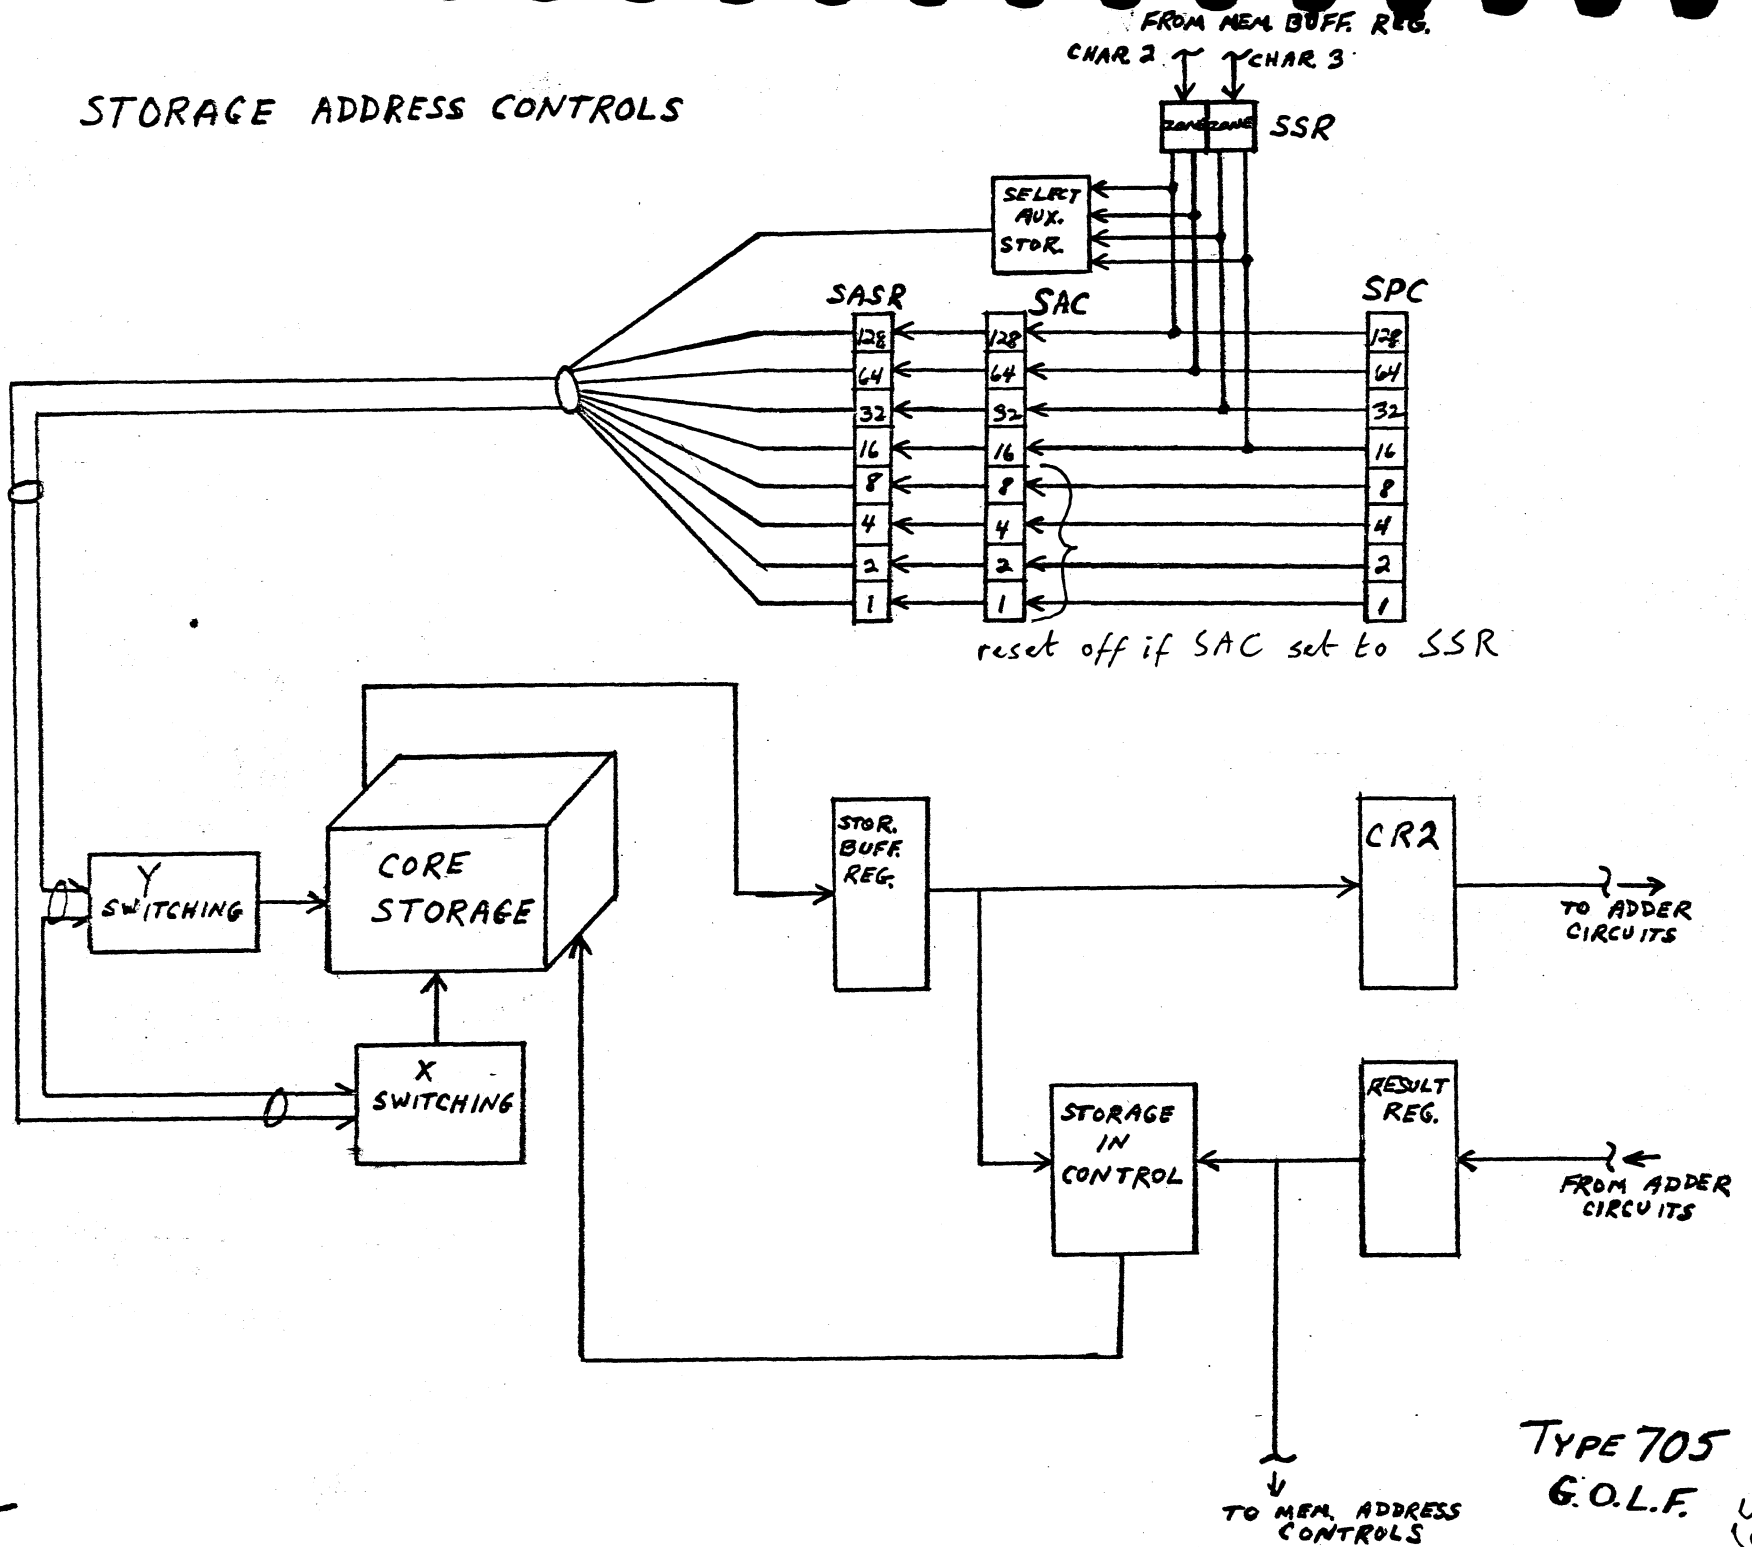 FROM MEM. BUFF. REG.
CHAR. 2
CHAR. 3
STORAGE ADDRESS CONTROLS
ZONE ZONE
SSR
SELECT
AUX.
STOR.
SASR
SAC
SPC
128 128 128
64 64 64
32 32 32
16 16 16
8 8 8
4 4 4
2 2 2
1 1 1
reset off if SAC set to SSR
CORE
STORAGE
Y
SWITCHING
X
SWITCHING
STOR.
BUFF.
REG.
CR2
TO ADDER
CIRCUITS
STORAGE
IN
CONTROL
RESULT
REG.
FROM ADDER
CIRCUITS
TO MEM. ADDRESS
CONTROLS
TYPE 705
G.O.L.F.